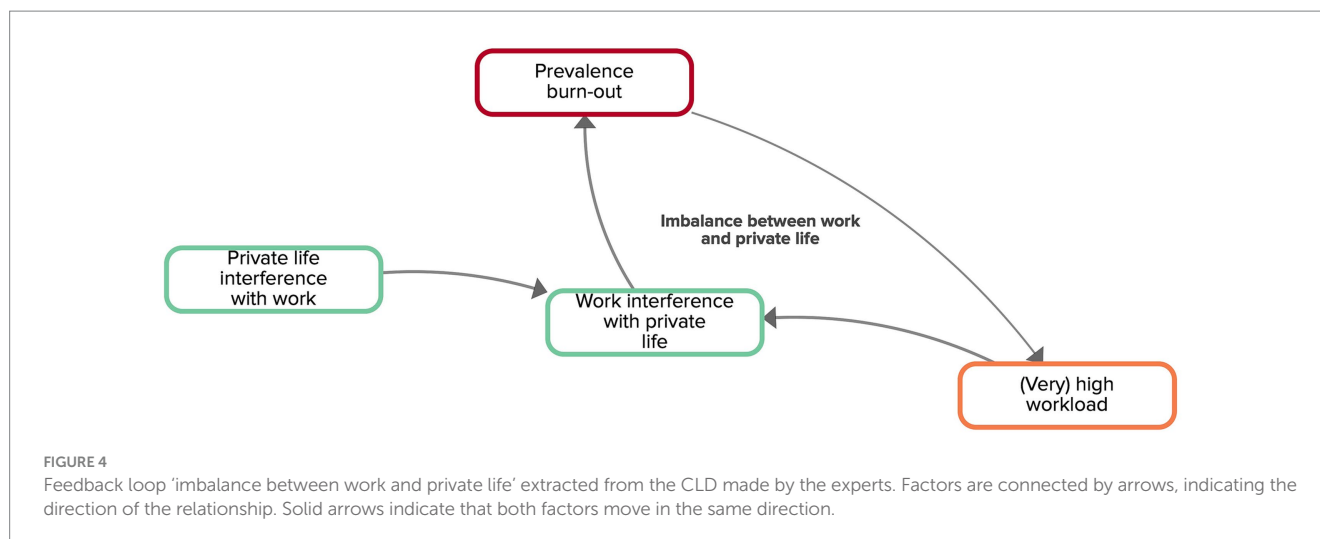 Prevalence
burn-out
Imbalance between work
and private life
Private life
interference
with work
Work interference
with private
life
(Very) high
workload
FIGURE 4
Feedback loop ‘imbalance between work and private life’ extracted from the CLD made by the experts. Factors are connected by arrows, indicating the
direction of the relationship. Solid arrows indicate that both factors move in the same direction.